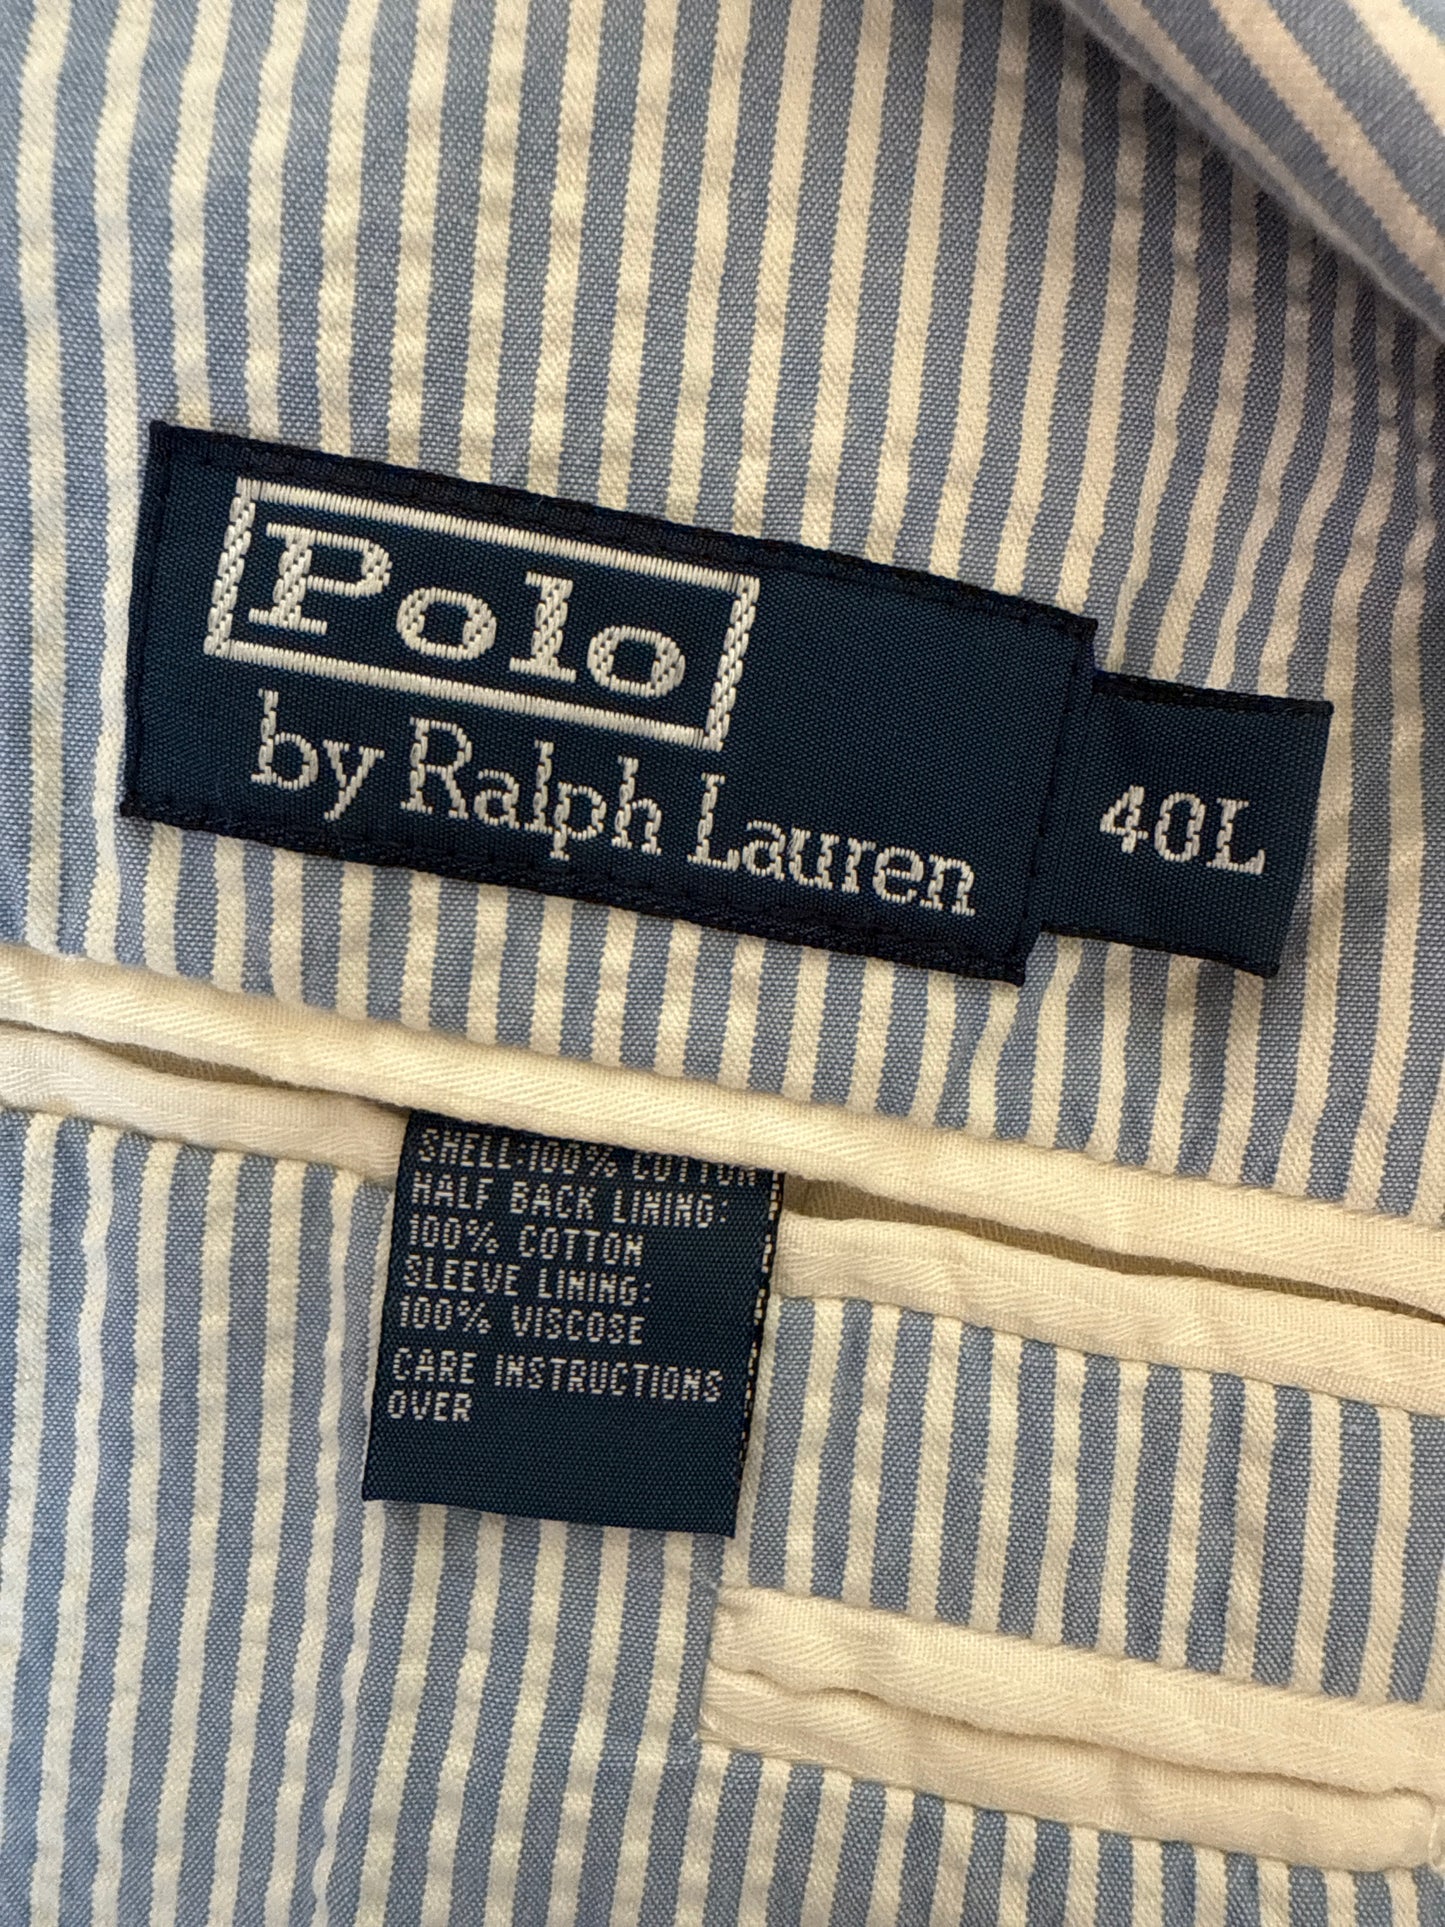 Polo
by Ralph Lauren
40L
SHELL:100% COTTON
HALF BACK LINING:
100% COTTON
SLEEVE LINING:
100% VISCOSE
CARE INSTRUCTIONS
OVER